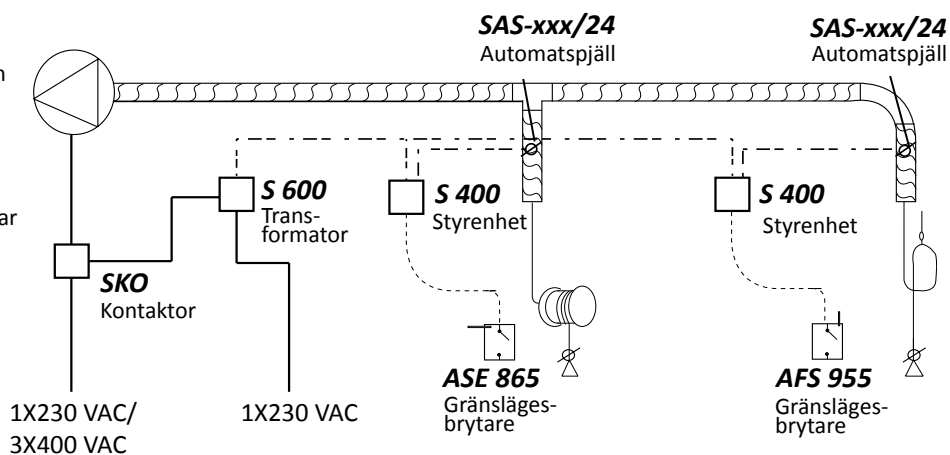 SAS-xxx/24
Automatspjäll
SAS-xxx/24
Automatspjäll
n
ar
S 600
Trans-
formator
S 400
Styrenhet
S 400
Styrenhet
SKO
Kontaktor
ASE 865
Gränsläges-
brytare
AFS 955
Gränsläges-
brytare
1X230 VAC/
3X400 VAC
1X230 VAC